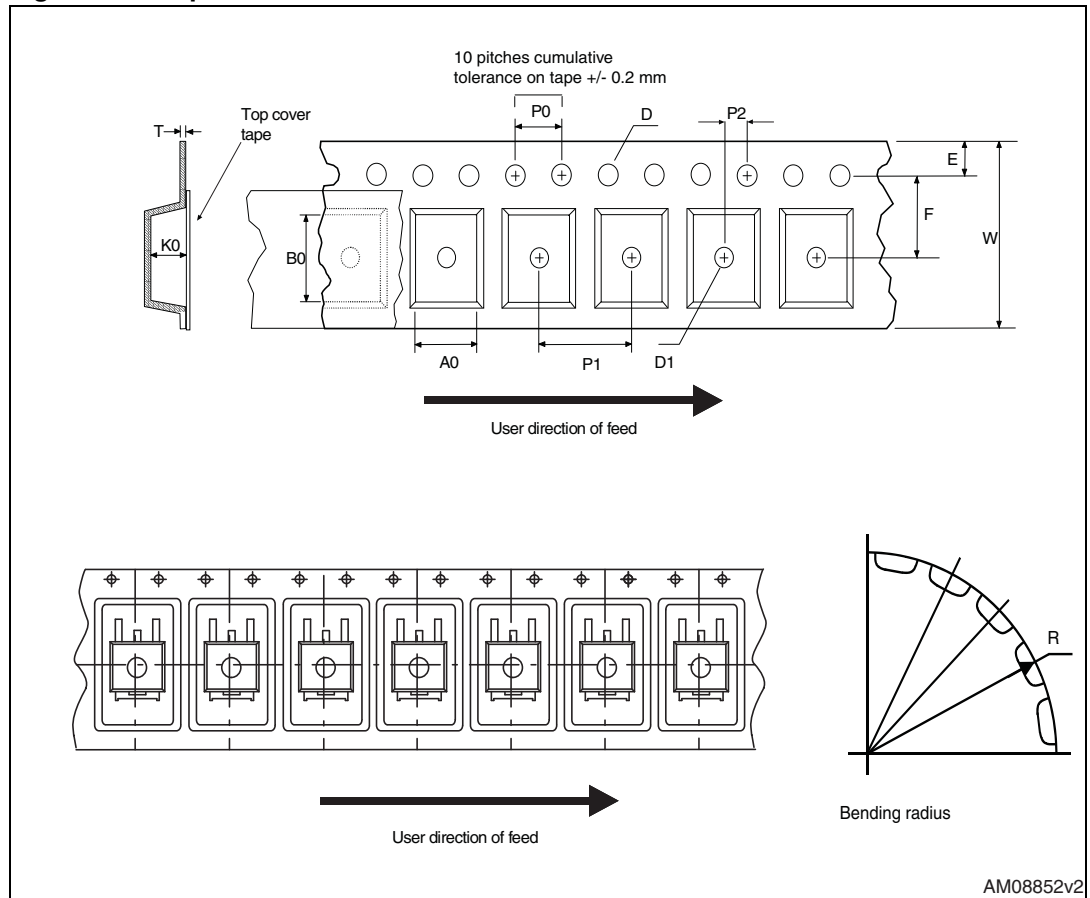 10 pitches cumulative
tolerance on tape +/- 0.2 mm
P0
D
P2
T
Top cover
tape
E
F
W
K0
B0
A0
P1
D1
User direction of feed
R
Bending radius
User direction of feed
AM08852v2